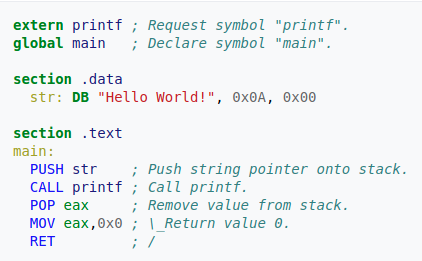 extern printf ; Request symbol "printf".
global main   ; Declare symbol "main".

section .data
  str: DB "Hello World!", 0x0A, 0x00

section .text
main:
  PUSH str    ; Push string pointer onto stack.
  CALL printf ; Call printf.
  POP eax     ; Remove value from stack.
  MOV eax,0x0 ; \_Return value 0.
  RET         ; /